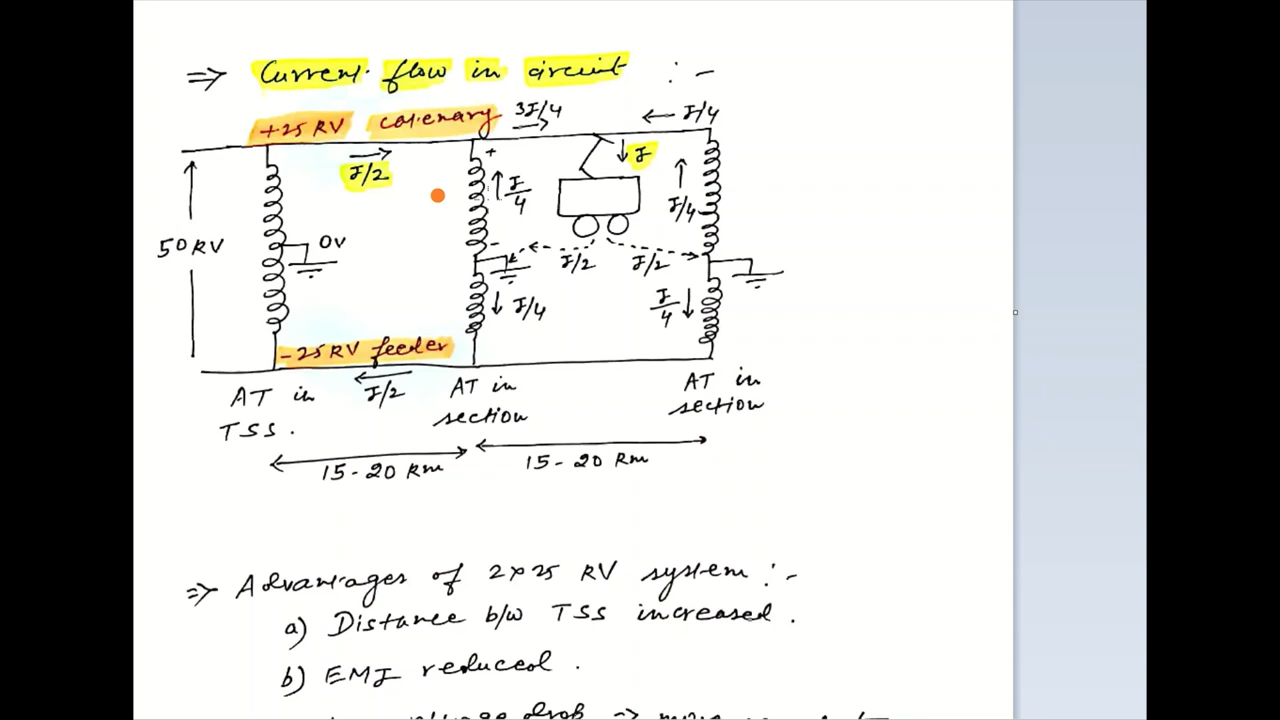 ⇒ Current flow in circuit :-
+25 KV catenary 3I/4 ← I/4
I/2 I
+
I/4 I/4
50 KV 0V -
I/2 I/2
I/4 I/4
-25 KV feeder
I/2
AT in TSS.
AT in section
AT in section
15-20 Km 15-20 Km
⇒ Advantages of 2×25 KV system :-
a) Distance b/w TSS increased.
b) EMI reduced.
drop ⇒